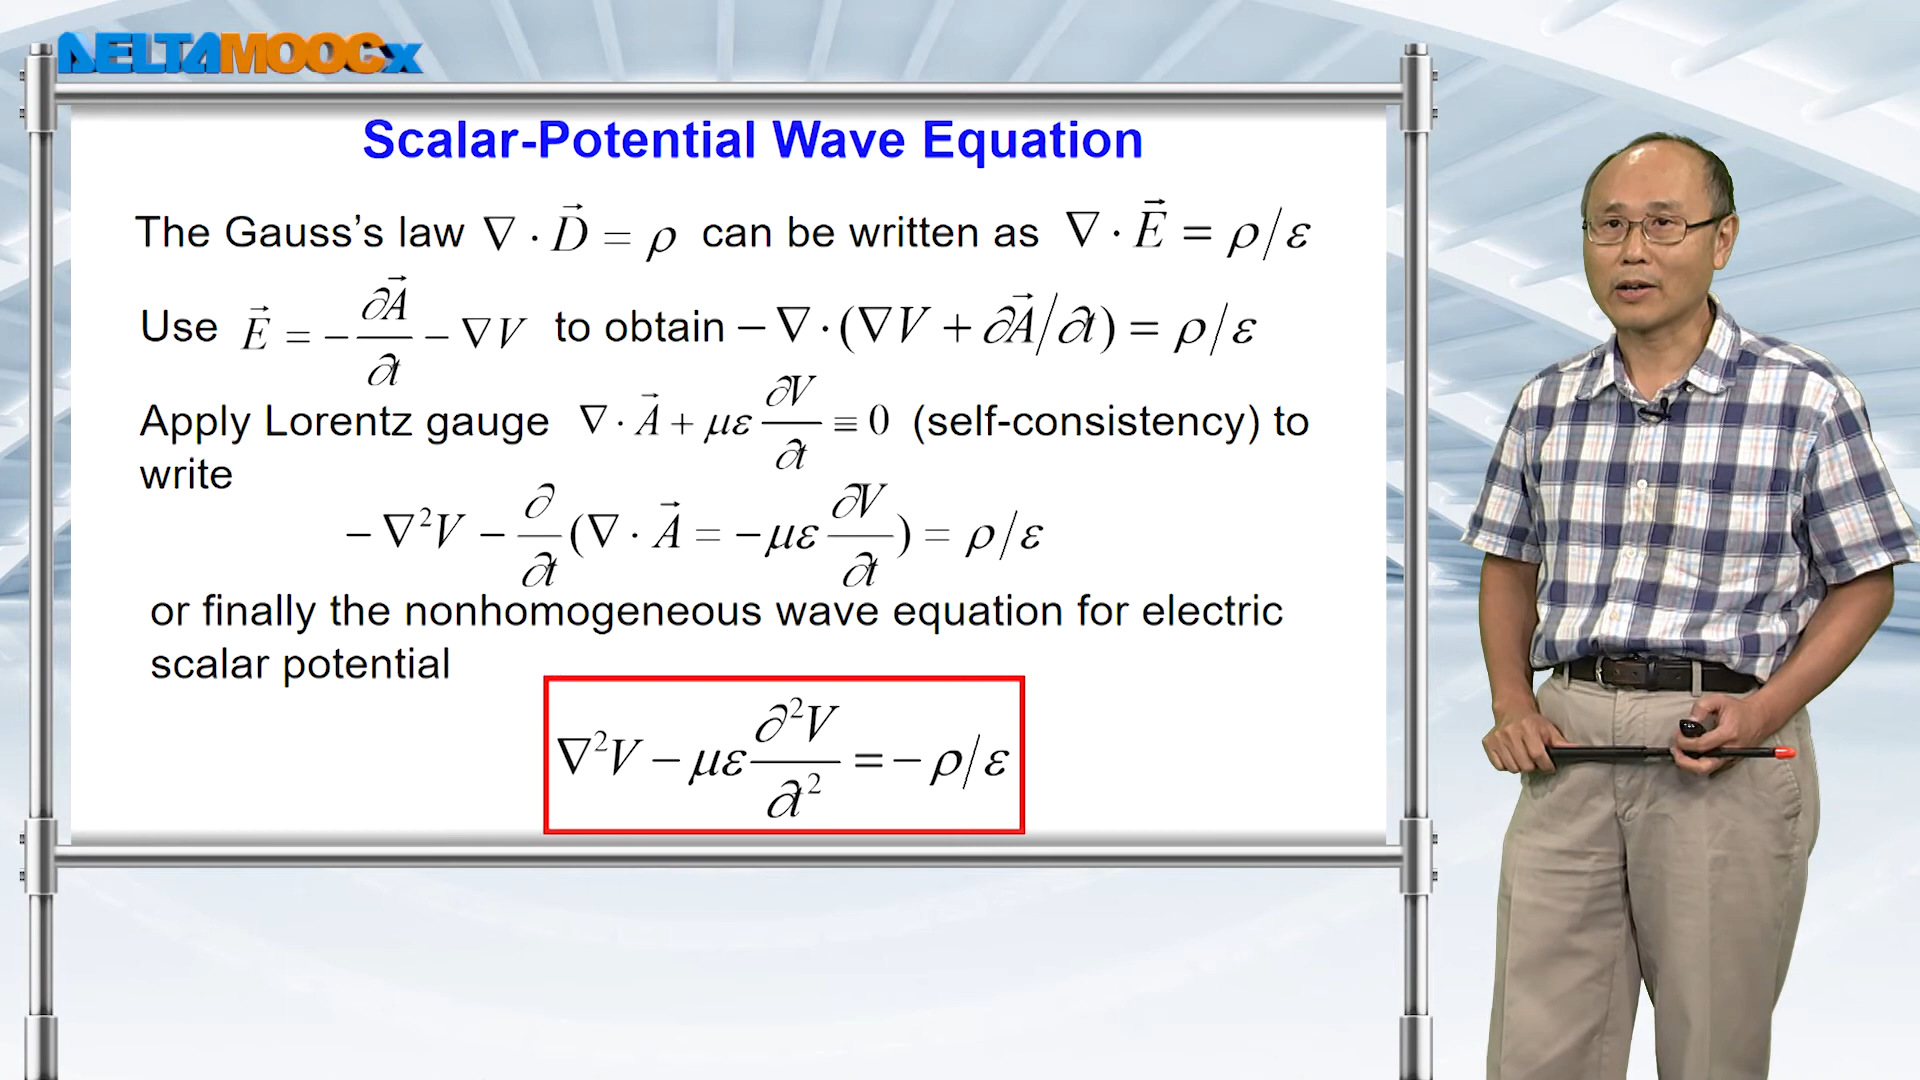 DELTAMOOCx
Scalar-Potential Wave Equation
The Gauss's law ∇ · D⃗ = ρ can be written as ∇ · E⃗ = ρ/ε
Use E⃗ = −∂A⃗/∂t − ∇V to obtain − ∇ · (∇V + ∂A⃗/∂t) = ρ/ε
Apply Lorentz gauge ∇ · A⃗ + με ∂V/∂t ≡ 0 (self-consistency) to
write
− ∇²V − ∂/∂t (∇ · A⃗ = −με ∂V/∂t) = ρ/ε
or finally the nonhomogeneous wave equation for electric
scalar potential
∇²V − με ∂²V/∂t² = − ρ/ε